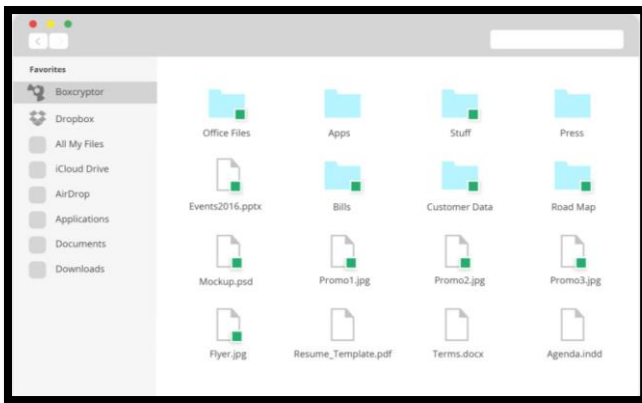 Favorites
Boxcryptor
Dropbox
All My Files
iCloud Drive
AirDrop
Applications
Documents
Downloads
Office Files
Apps
Stuff
Press
Events2016.pptx
Bills
Customer Data
Road Map
Mockup.psd
Promo1.jpg
Promo2.jpg
Promo3.jpg
Flyer.jpg
Resume_Template.pdf
Terms.docx
Agenda.indd